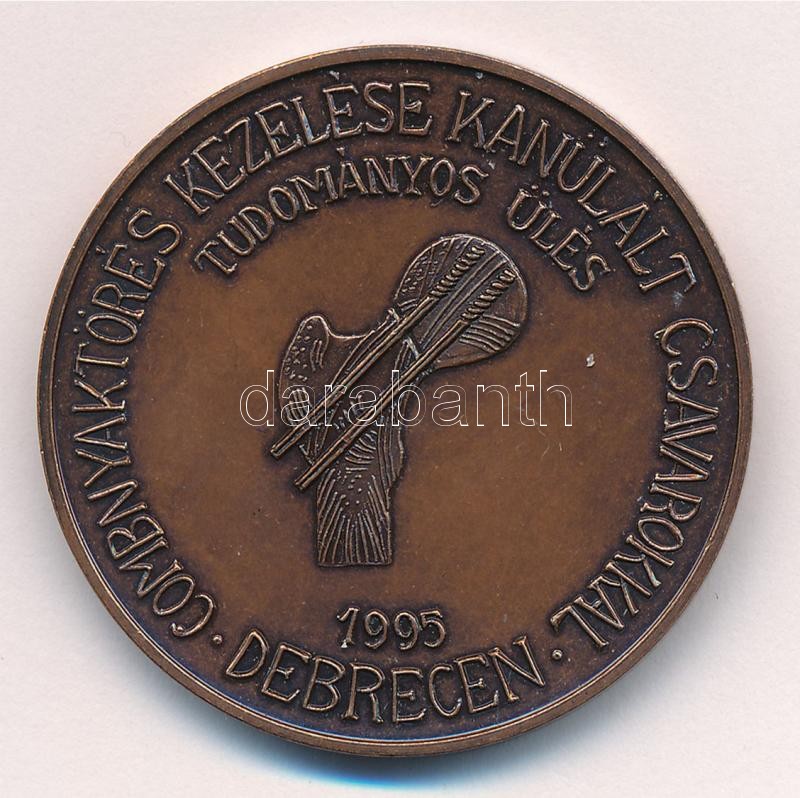 COMBNYAKTÖRÉS KEZELÉSE KANÜLÁLT CSAVAROKKAL
TUDOMÁNYOS ÜLÉS
darabanth
1995
· DEBRECEN ·